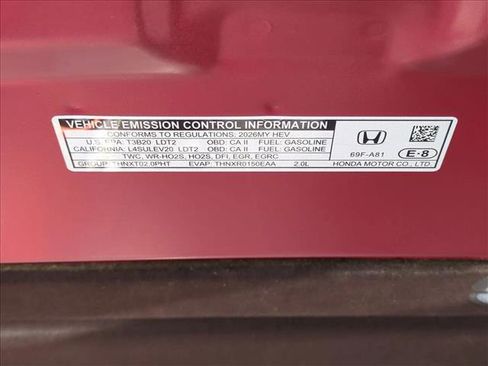 VEHICLE EMISSION CONTROL INFORMATION
CONFORMS TO REGULATIONS: 2026MY HEV
U.S. EPA: T3B20 LDT2 OBD: CA II FUEL: GASOLINE
CALIFORNIA: L4SULEV20 LDT2 OBD: CA II FUEL: GASOLINE
TWC, WR-HO2S, HO2S, DFI, EGR, EGRC
GROUP: THNXT02.0PHT EVAP: THNXR0150EAA 2.0L
69F-A81 E-8
HONDA MOTOR CO., LTD.